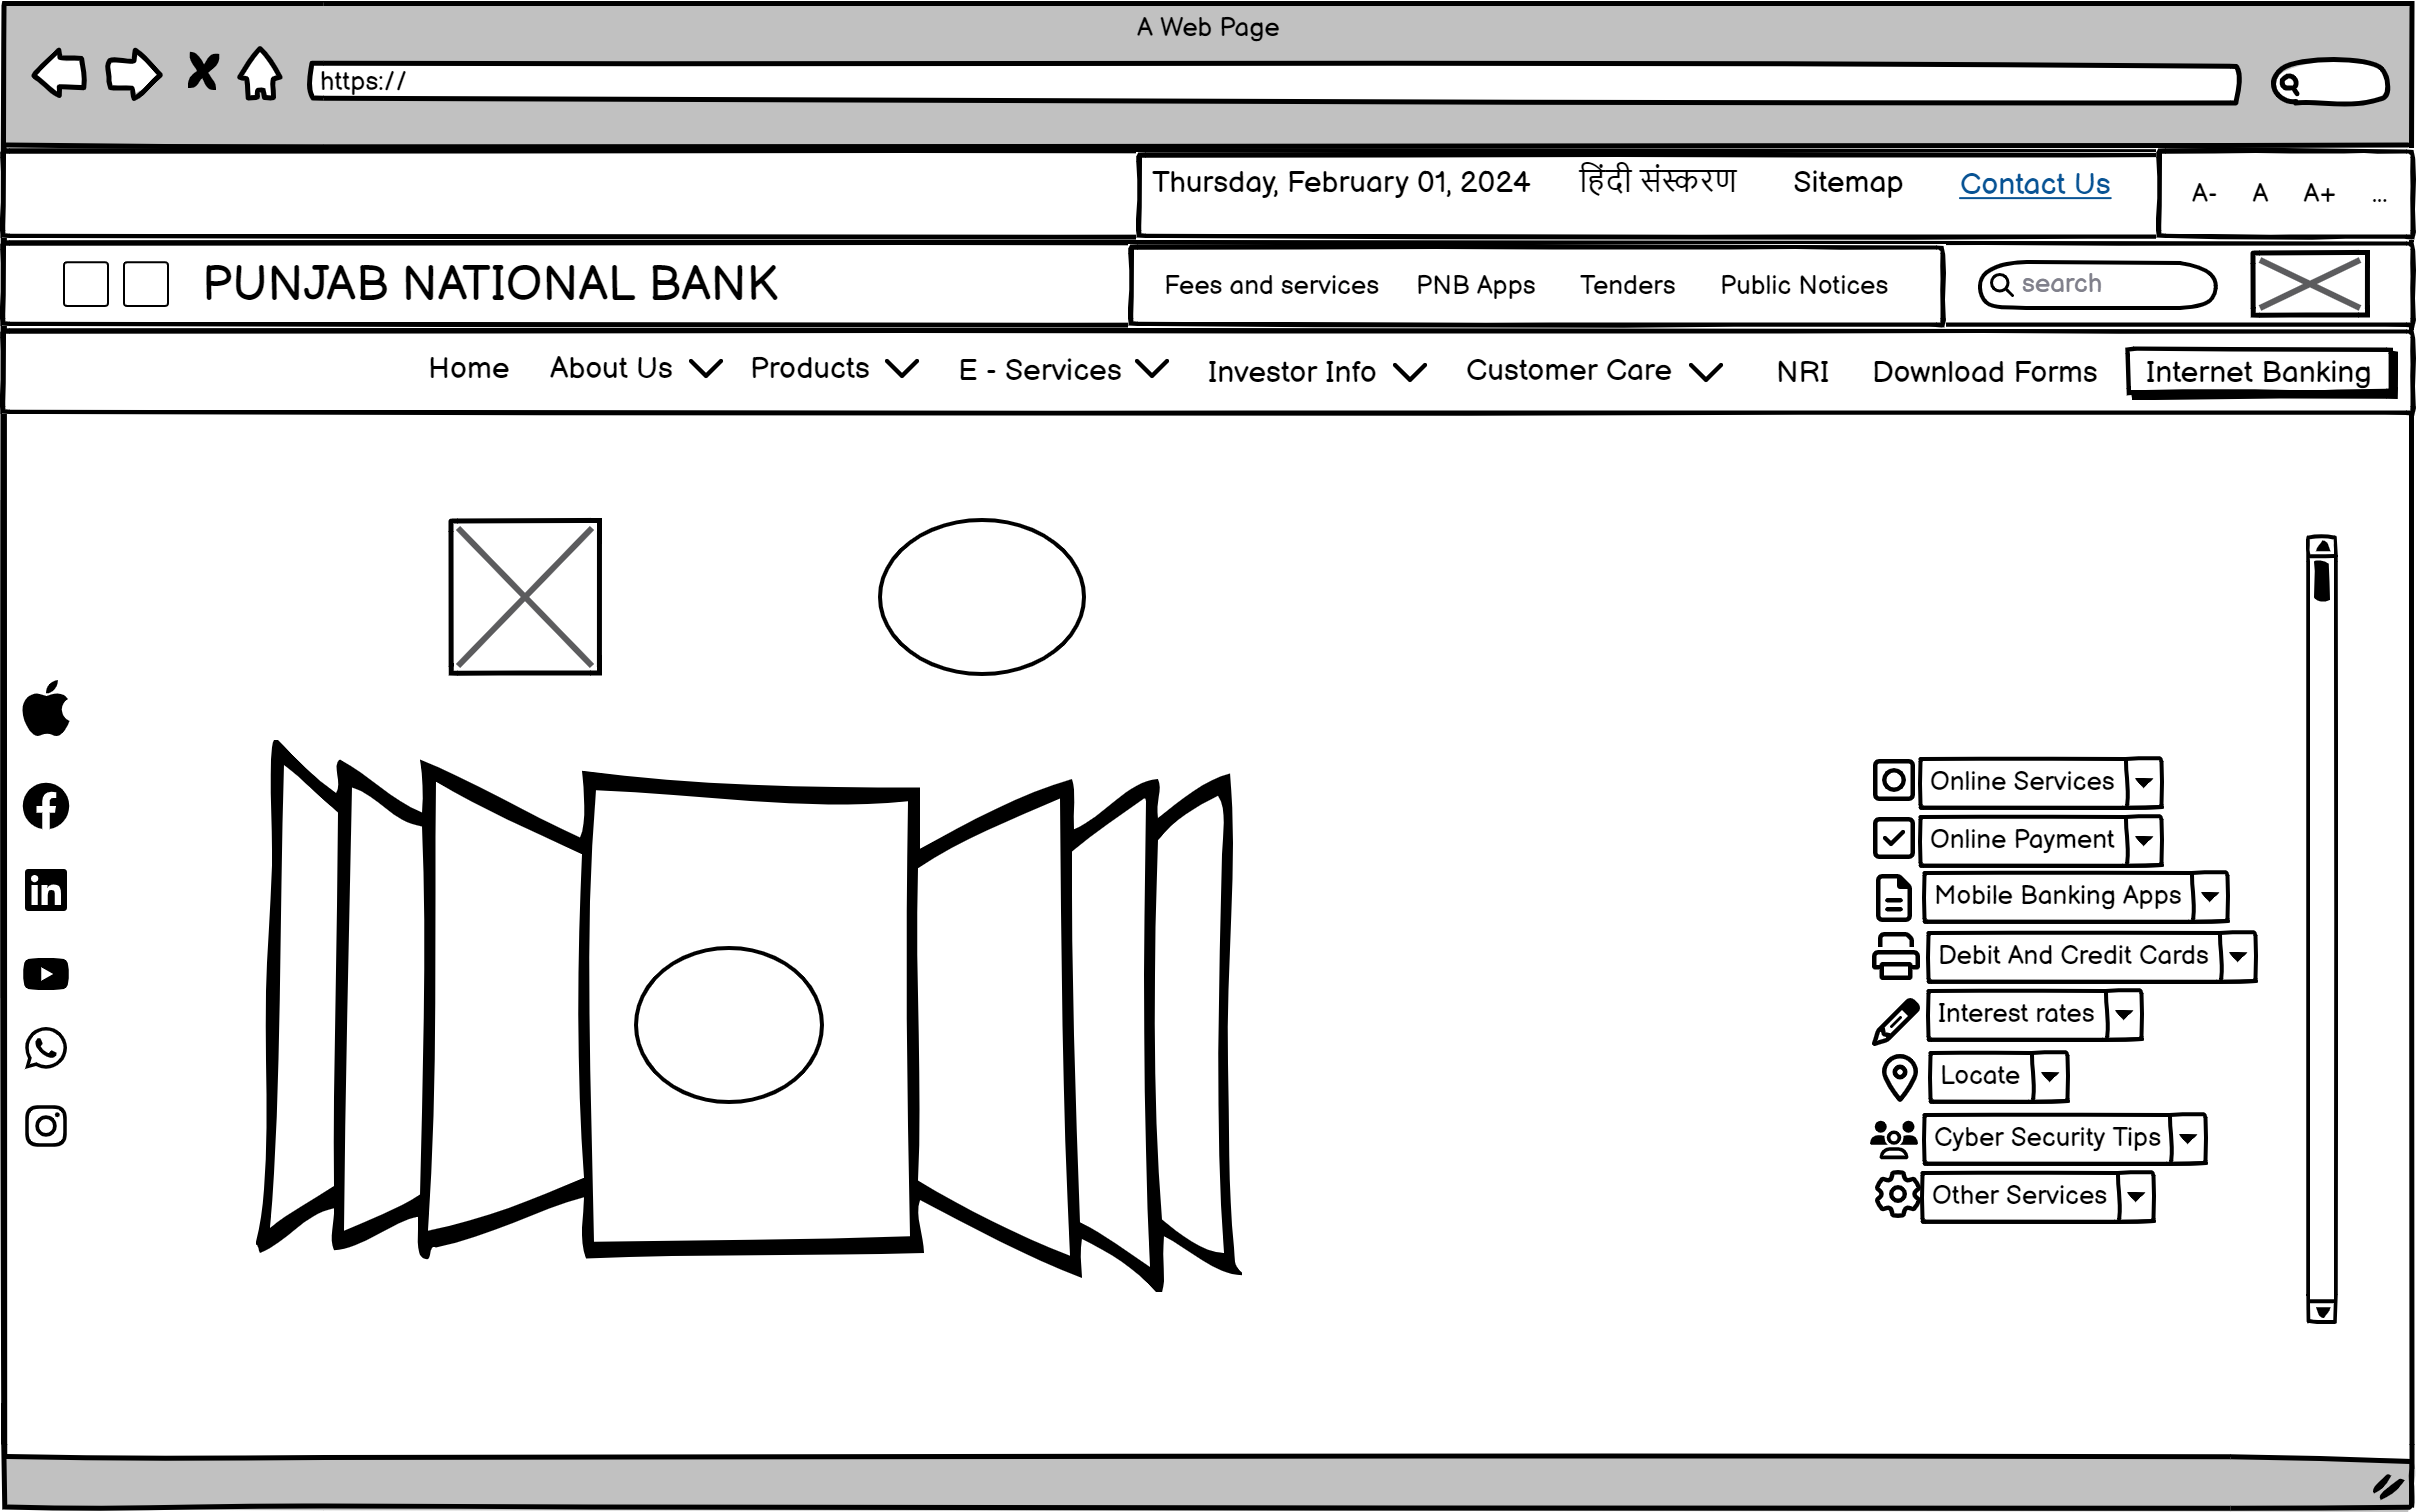 A Web Page
https://
Thursday, February 01, 2024 हिंदी संस्करण Sitemap Contact Us A- A A+ ...
PUNJAB NATIONAL BANK Fees and services PNB Apps Tenders Public Notices search
Home About Us Products E - Services Investor Info Customer Care NRI Download Forms Internet Banking
Online Services
Online Payment
Mobile Banking Apps
Debit And Credit Cards
Interest rates
Locate
Cyber Security Tips
Other Services